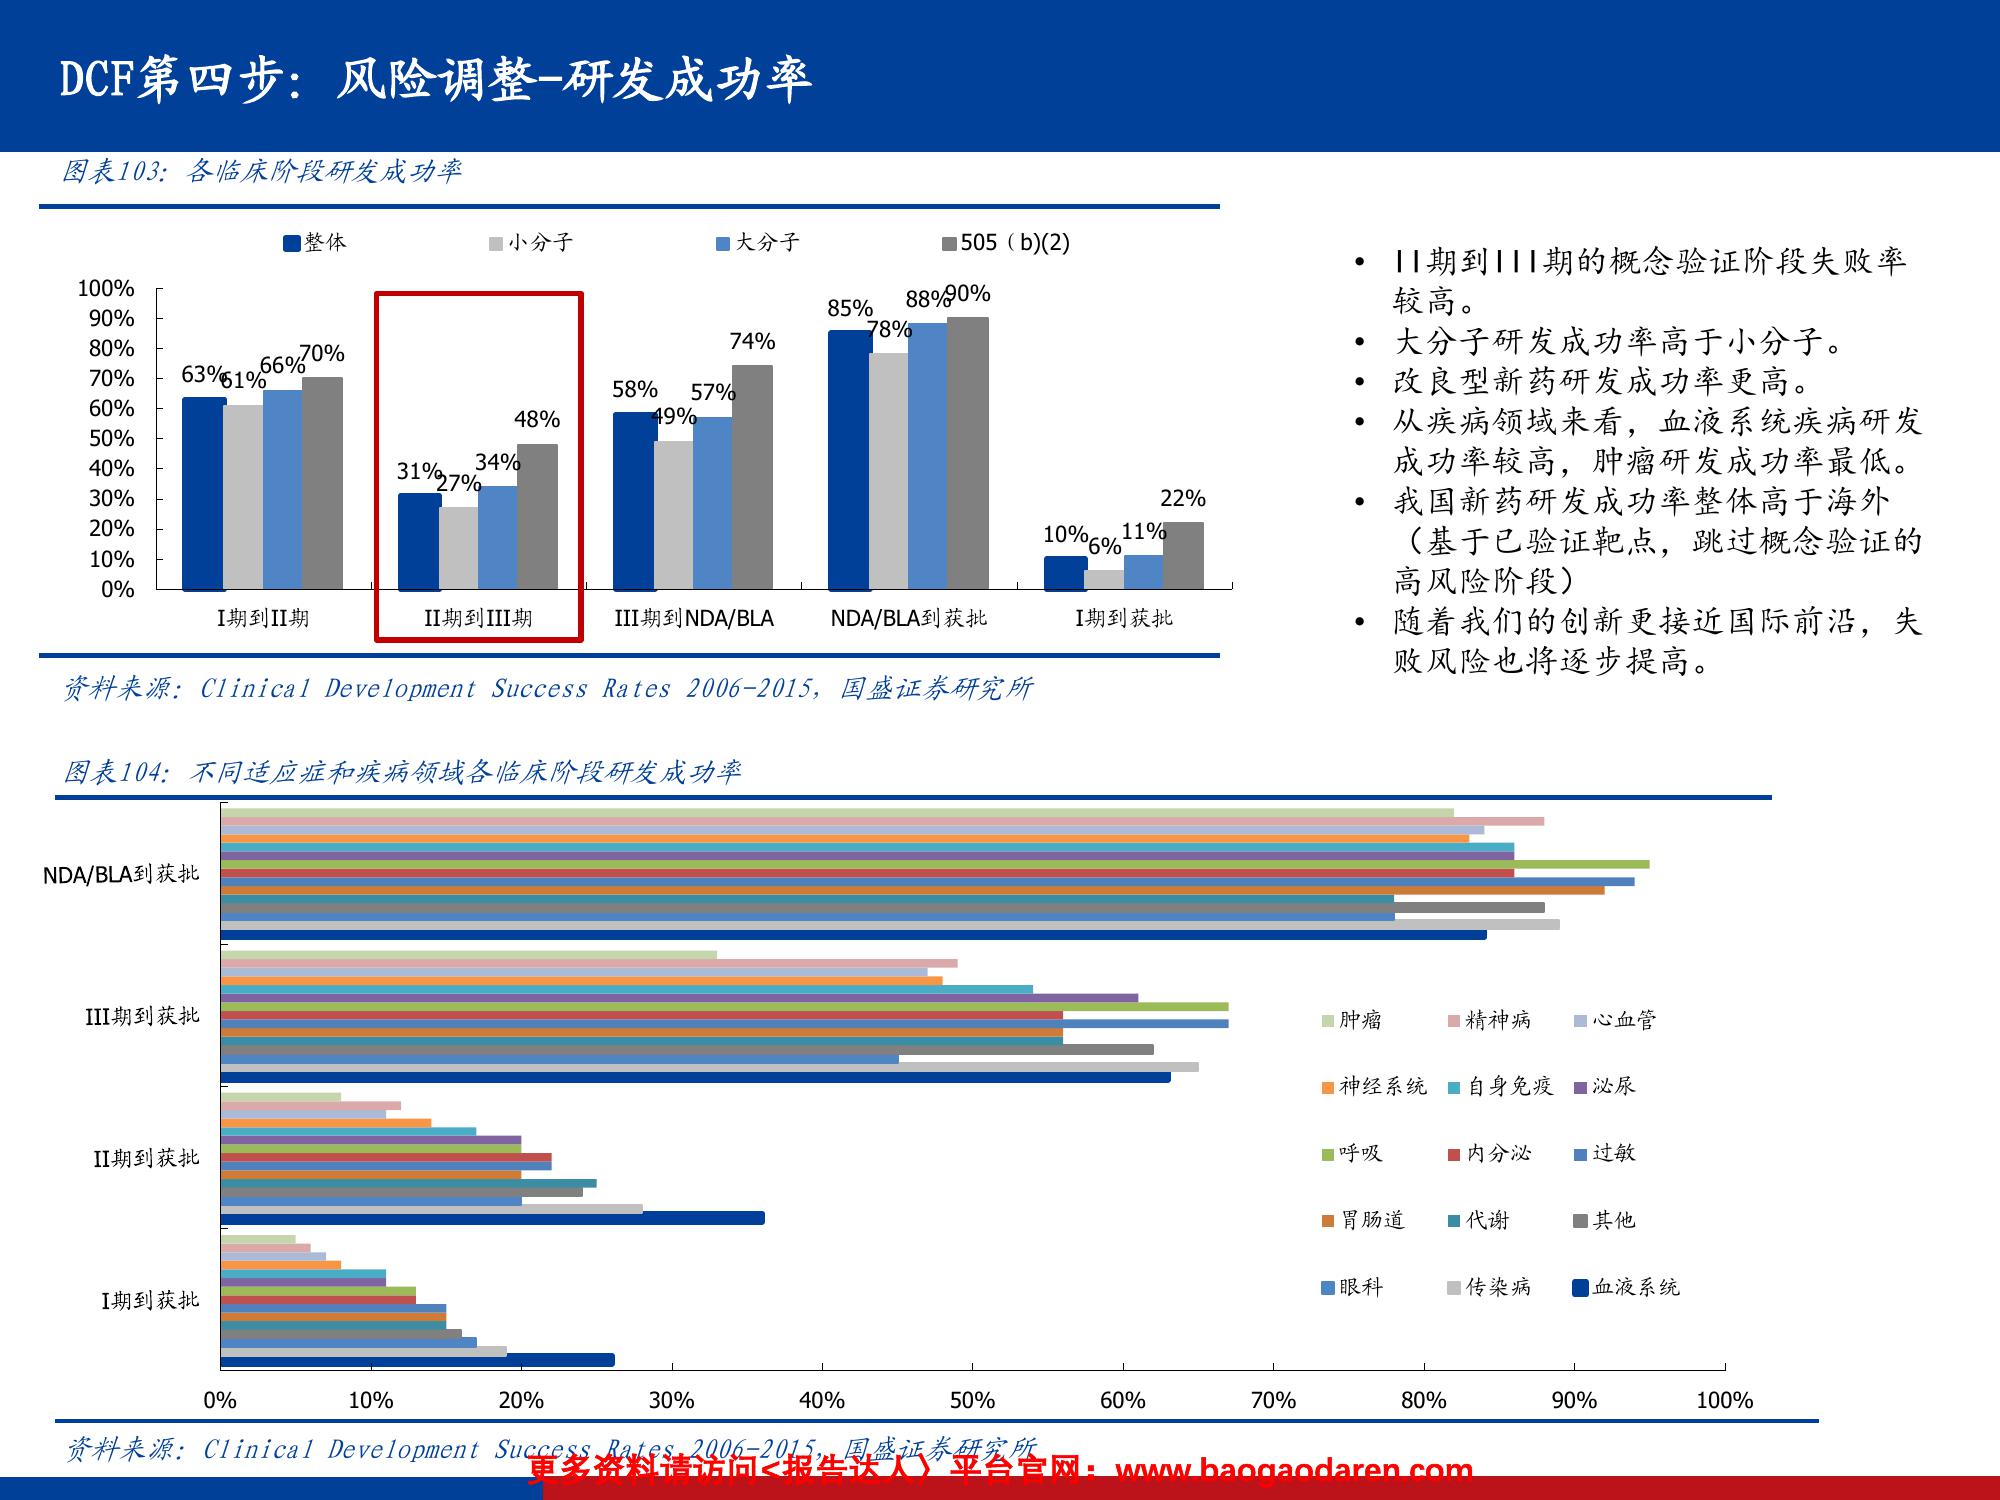 DCF第四步：风险调整-研发成功率
图表103：各临床阶段研发成功率
整体 小分子 大分子 505（b)(2)
100%
90%
80%
70%
60%
50%
40%
30%
20%
10%
0%
63% 61% 66% 70%
31% 27% 34% 48%
58% 49% 57% 74%
85% 78% 88% 90%
10% 6% 11% 22%
I期到II期 II期到III期 III期到NDA/BLA NDA/BLA到获批 I期到获批
资料来源：Clinical Development Success Rates 2006-2015，国盛证券研究所
• II期到III期的概念验证阶段失败率
较高。
• 大分子研发成功率高于小分子。
• 改良型新药研发成功率更高。
• 从疾病领域来看，血液系统疾病研发
成功率较高，肿瘤研发成功率最低。
• 我国新药研发成功率整体高于海外
（基于已验证靶点，跳过概念验证的
高风险阶段）
• 随着我们的创新更接近国际前沿，失
败风险也将逐步提高。
图表104：不同适应症和疾病领域各临床阶段研发成功率
NDA/BLA到获批
III期到获批
II期到获批
I期到获批
肿瘤 精神病 心血管
神经系统 自身免疫 泌尿
呼吸 内分泌 过敏
胃肠道 代谢 其他
眼科 传染病 血液系统
0% 10% 20% 30% 40% 50% 60% 70% 80% 90% 100%
资料来源：Clinical Development Success Rates 2006-2015，国盛证券研究所
更多资料请访问<报告达人〉平台官网：www.baogaodaren.com